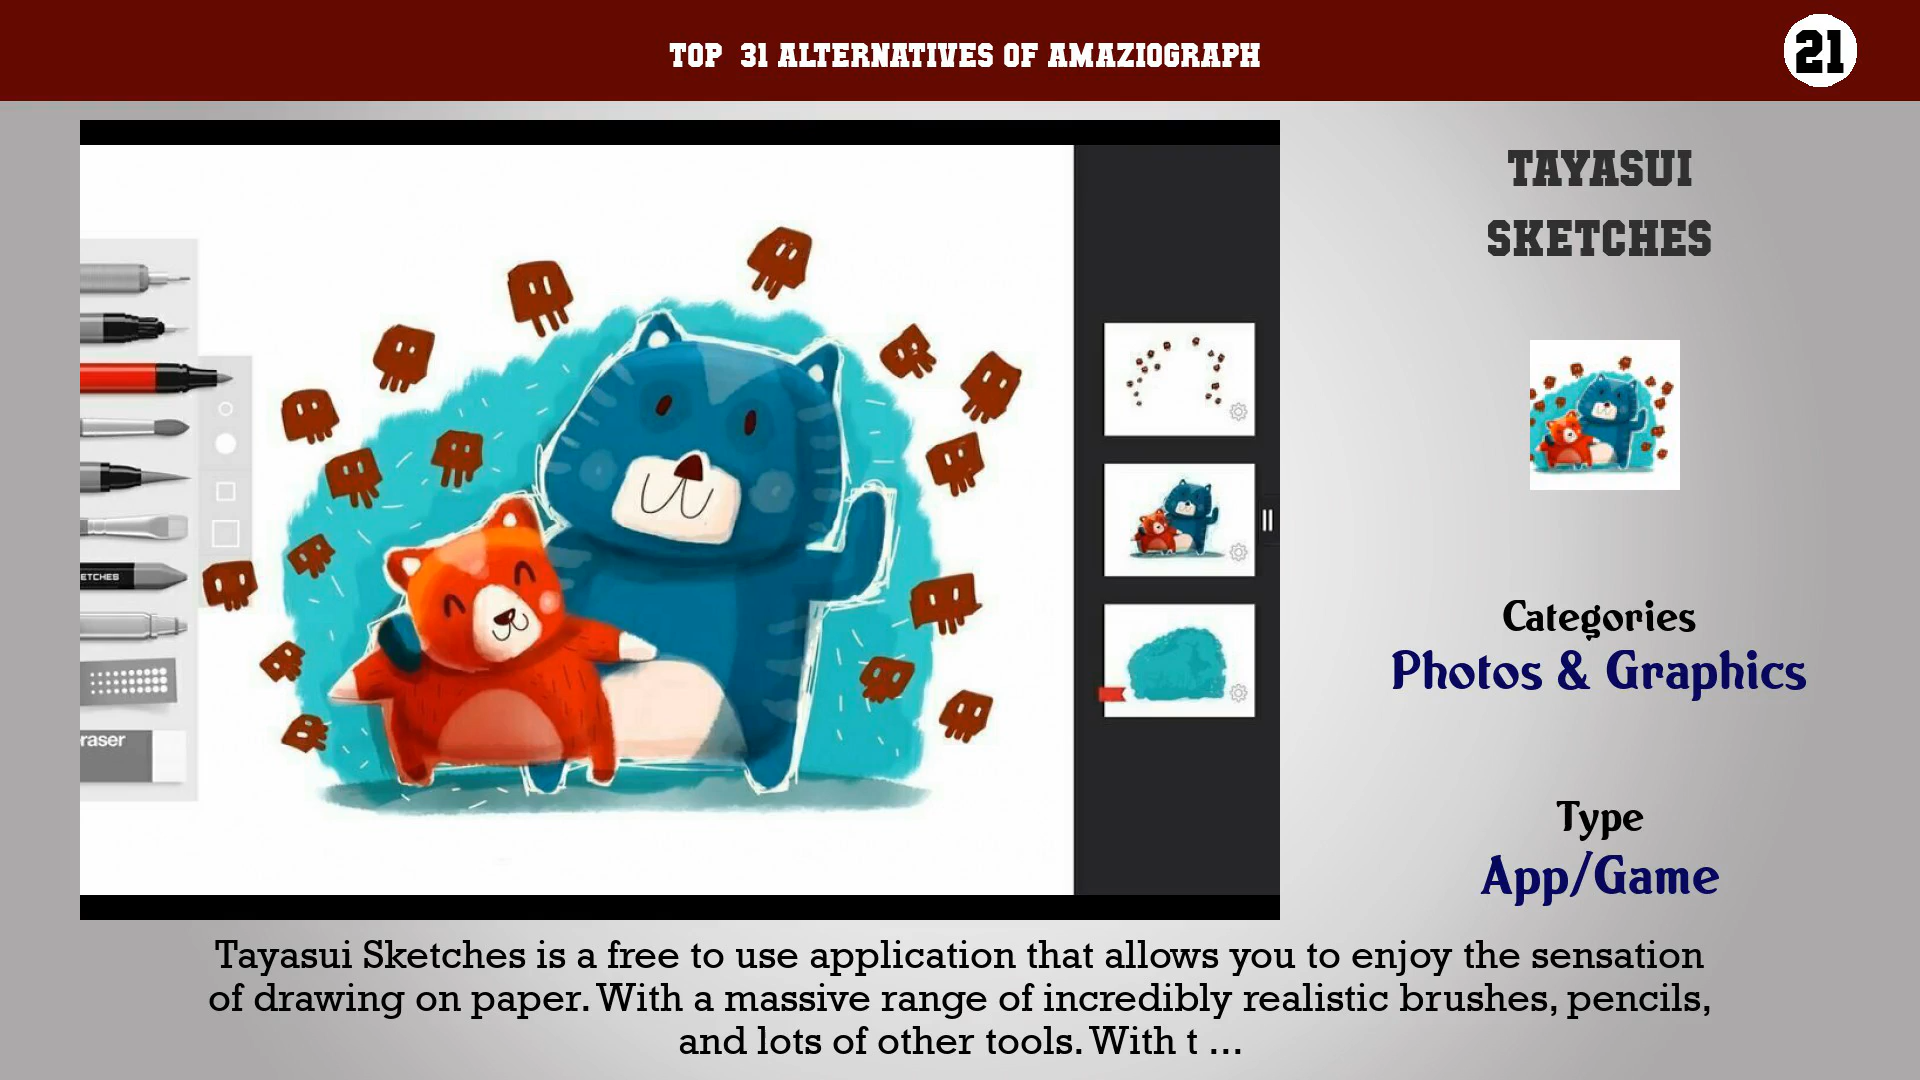 TOP 31 ALTERNATIVES OF AMAZIOGRAPH
21
TAYASUI
SKETCHES
ETCHES
raser
Categories
Photos & Graphics
Type
App/Game
Tayasui Sketches is a free to use application that allows you to enjoy the sensation
of drawing on paper. With a massive range of incredibly realistic brushes, pencils,
and lots of other tools. With t ...